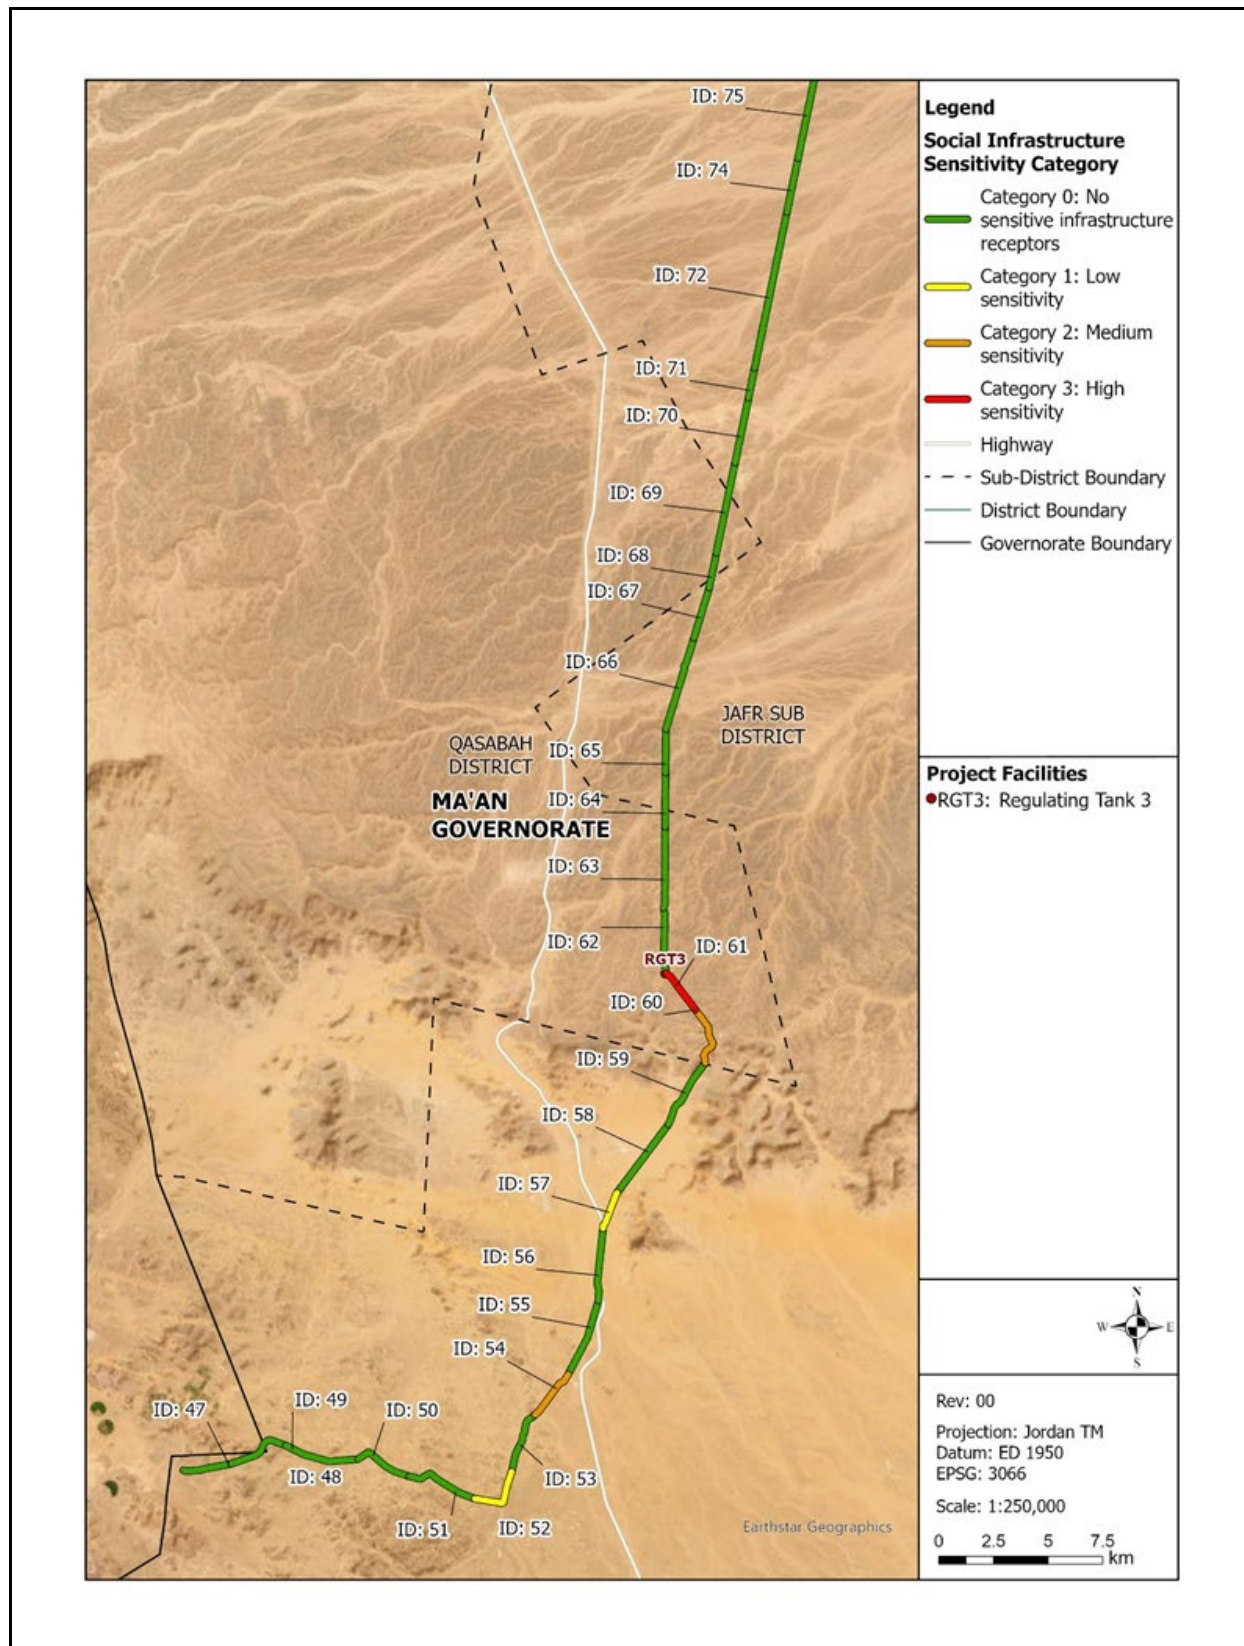 ID: 75
ID: 74
ID: 72
ID: 71
ID: 70
ID: 69
ID: 68
ID: 67
ID: 66
JAFR SUB
DISTRICT
QASABAH
DISTRICT
ID: 65
MA'AN
GOVERNORATE
ID: 64
ID: 63
ID: 62
ID: 61
RGT3
ID: 60
ID: 59
ID: 58
ID: 57
ID: 56
ID: 55
ID: 54
ID: 49
ID: 50
ID: 47
ID: 48
ID: 53
ID: 51
ID: 52
Earthstar Geographics
Legend
Social Infrastructure
Sensitivity Category
Category 0: No
sensitive infrastructure
receptors
Category 1: Low
sensitivity
Category 2: Medium
sensitivity
Category 3: High
sensitivity
Highway
Sub-District Boundary
District Boundary
Governorate Boundary
Project Facilities
RGT3: Regulating Tank 3
N
W
E
S
Rev: 00
Projection: Jordan TM
Datum: ED 1950
EPSG: 3066
Scale: 1:250,000
0 2.5 5 7.5
km